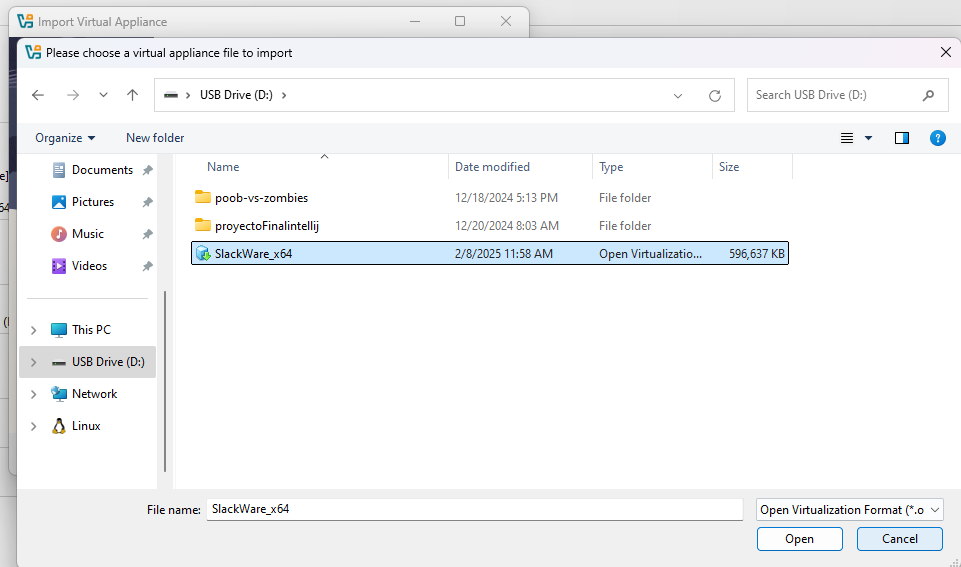 Import Virtual Appliance
Please choose a virtual appliance file to import
USB Drive (D:)
Search USB Drive (D:)
Organize
New folder
Name
Date modified
Type
Size
Documents
Pictures
Music
Videos
This PC
USB Drive (D:)
Network
Linux
poob-vs-zombies 12/18/2024 5:13 PM File folder
proyectoFinalintellij 12/20/2024 8:03 AM File folder
SlackWare_x64 2/8/2025 11:58 AM Open Virtualizatio... 596,637 KB
e]
64
(I
File name: SlackWare_x64
Open Virtualization Format (*.o
Open
Cancel